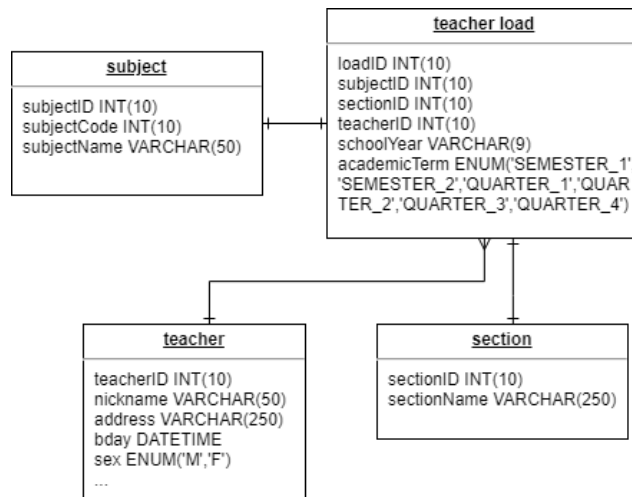 subject
subjectID INT(10)
subjectCode INT(10)
subjectName VARCHAR(50)
teacher load
loadID INT(10)
subjectID INT(10)
sectionID INT(10)
teacherID INT(10)
schoolYear VARCHAR(9)
academicTerm ENUM('SEMESTER_1'
'SEMESTER_2','QUARTER_1','QUAR
TER_2','QUARTER_3','QUARTER_4')
teacher
teacherID INT(10)
nickname VARCHAR(50)
address VARCHAR(250)
bday DATETIME
sex ENUM('M','F')
...
section
sectionID INT(10)
sectionName VARCHAR(250)